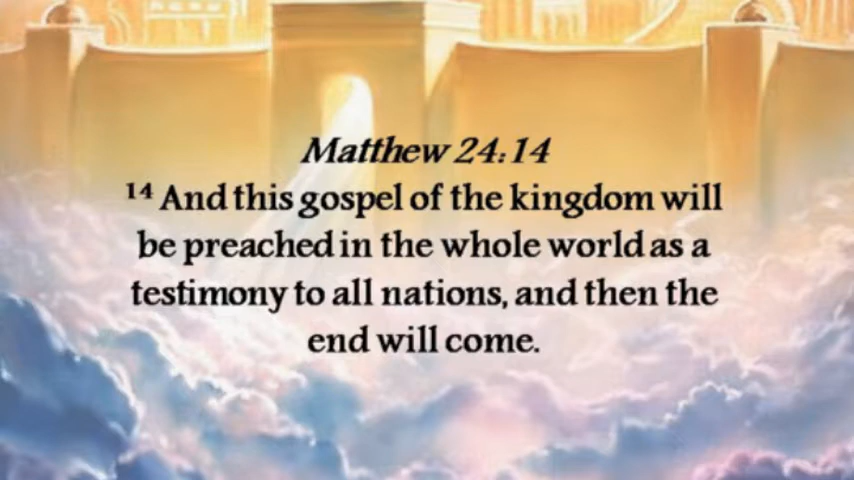 Matthew 24:14
¹⁴ And this gospel of the kingdom will
be preached in the whole world as a
testimony to all nations, and then the
end will come.